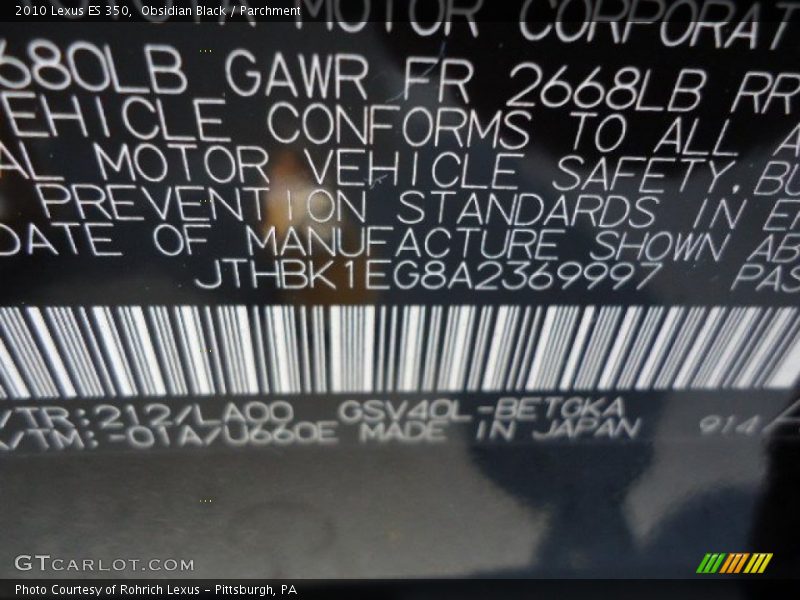 2010 Lexus ES 350, Obsidian Black / Parchment
MOTOR CORPORAT
680LB GAWR FR 2668LB RR
EHICLE CONFORMS TO ALL A
AL MOTOR VEHICLE SAFETY, BU
PREVENTION STANDARDS IN E
DATE OF MANUFACTURE SHOWN AB
JTHBK1EG8A2369997 PAS
/TR:212/LA00 GSV40L-BETGKA
/TM:-01A/U660E MADE IN JAPAN 914/A
GTCARLOT.COM
Photo Courtesy of Rohrich Lexus - Pittsburgh, PA